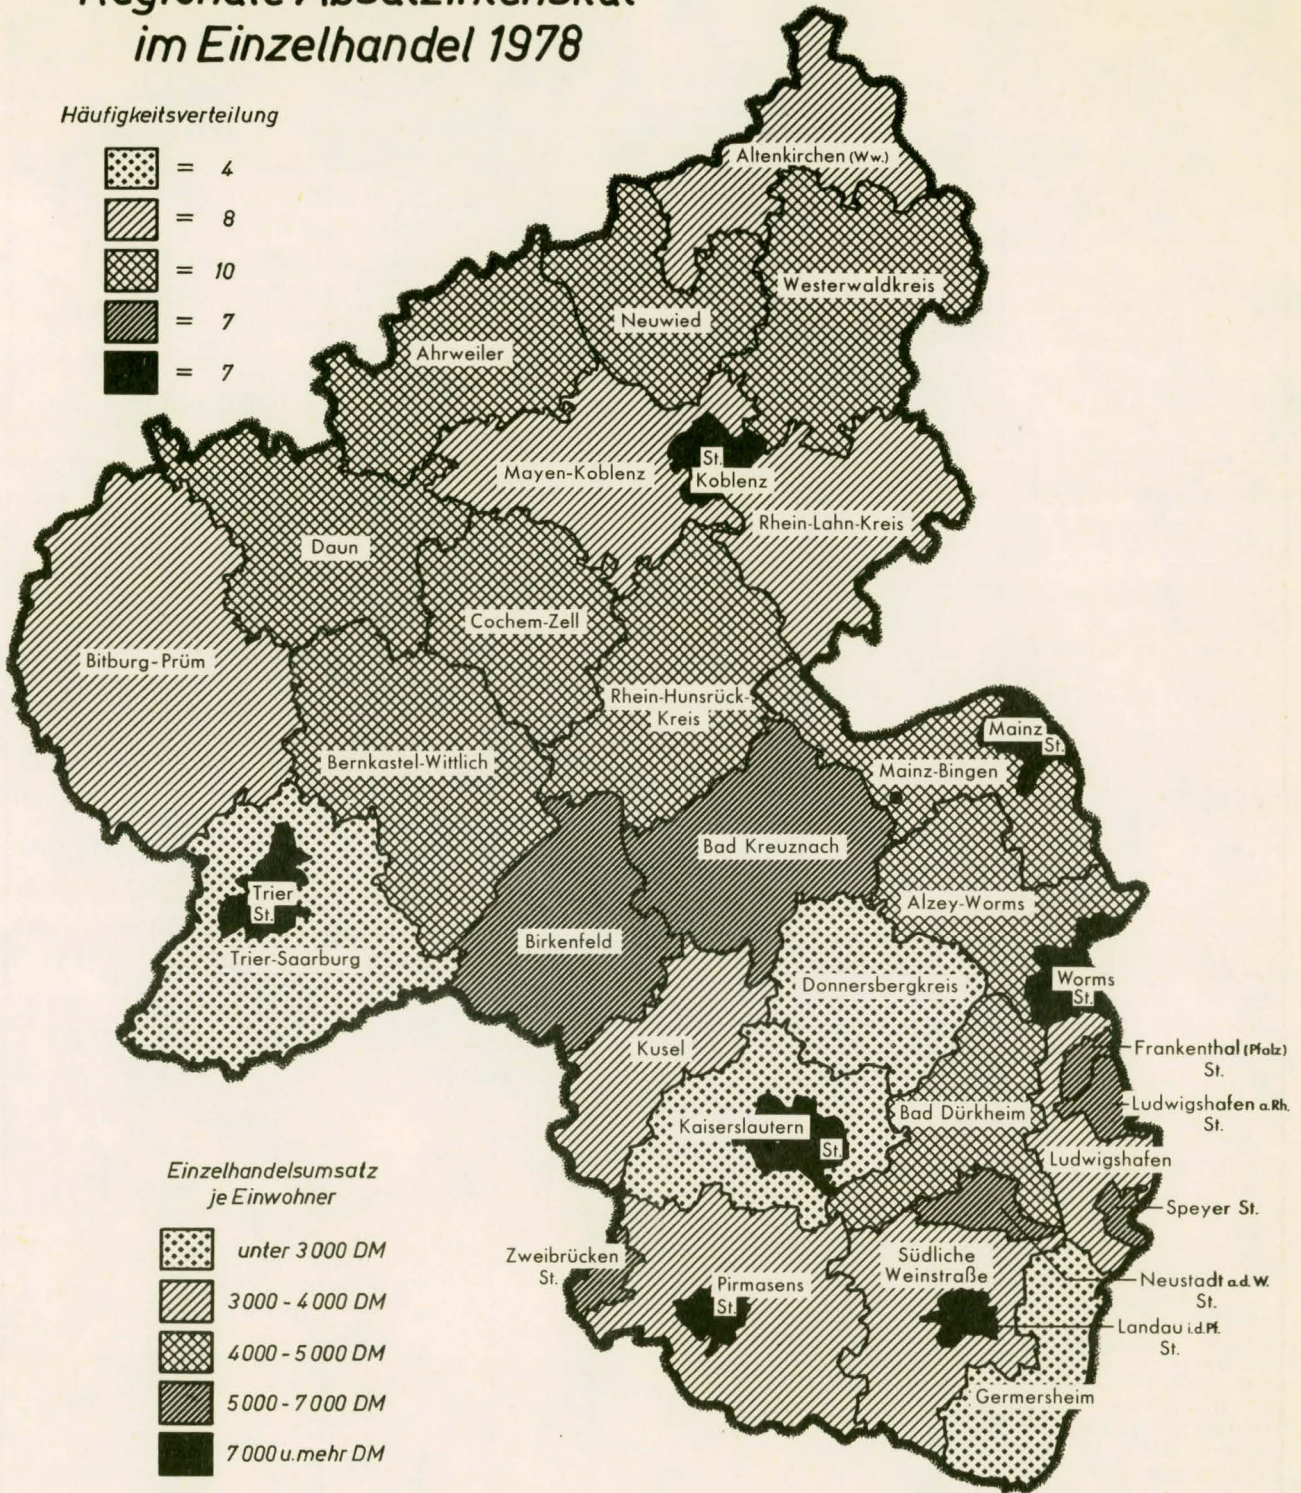 Regionale
im Einzelhandel 1978
Häufigkeitsverteilung
= 4
= 8
= 10
= 7
= 7
Altenkirchen (Ww.)
Westerwaldkreis
Neuwied
Ahrweiler
Mayen-Koblenz
St.
Koblenz
Rhein-Lahn-Kreis
Daun
Cochem-Zell
Bitburg-Prüm
Rhein-Hunsrück-
Kreis
Mainz
St.
Bernkastel-Wittlich
Mainz-Bingen
Bad Kreuznach
Trier
St.
Alzey-Worms
Birkenfeld
Trier-Saarburg
Donnersbergkreis
Worms
St.
Kusel
Frankenthal (Pfalz)
St.
Ludwigshafen a.Rh.
St.
Bad Dürkheim
Kaiserslautern
St.
Ludwigshafen
Speyer St.
Zweibrücken
St.
Südliche
Weinstraße
Pirmasens
St.
Neustadt a.d.W.
St.
Landau i.d.Pf.
St.
Germersheim
Einzelhandelsumsatz
je Einwohner
unter 3000 DM
3000 - 4000 DM
4000 - 5000 DM
5000 - 7000 DM
7000 u. mehr DM